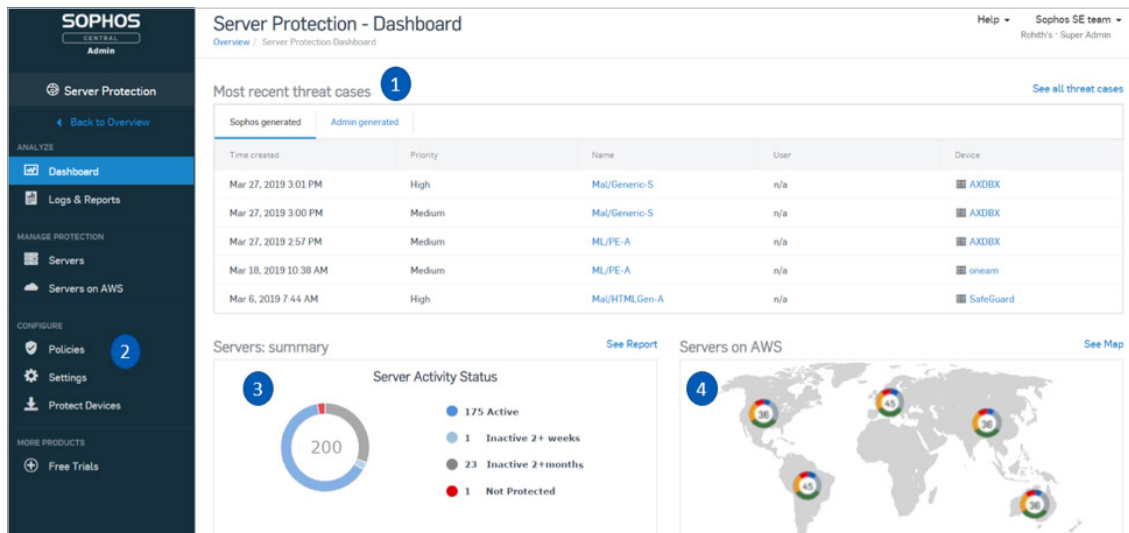 SOPHOS
CENTRAL
Admin
Server Protection
Back to Overview
ANALYZE
Dashboard
Logs & Reports
MANAGE PROTECTION
Servers
Servers on AWS
CONFIGURE
Policies
2
Settings
Protect Devices
MORE PRODUCTS
Free Trials
Server Protection - Dashboard
Overview / Server Protection Dashboard
Help
Sophos SE team
Rohith's - Super Admin
Most recent threat cases
1
See all threat cases
Sophos generated Admin generated
Time created Priority Name User Device
Mar 27, 2019 3:01 PM High Mal/Generic-S n/a AXDBX
Mar 27, 2019 3:00 PM Medium Mal/Generic-S n/a AXDBX
Mar 27, 2019 2:57 PM Medium ML/PE-A n/a AXDBX
Mar 18, 2019 10:38 AM Medium ML/PE-A n/a oneam
Mar 6, 2019 7:44 AM High Mal/HTMLGen-A n/a SafeGuard
Servers: summary
See Report
3
Server Activity Status
200
175 Active
1 Inactive 2+ weeks
23 Inactive 2+months
1 Not Protected
Servers on AWS
See Map
4
36
45
36
45
36